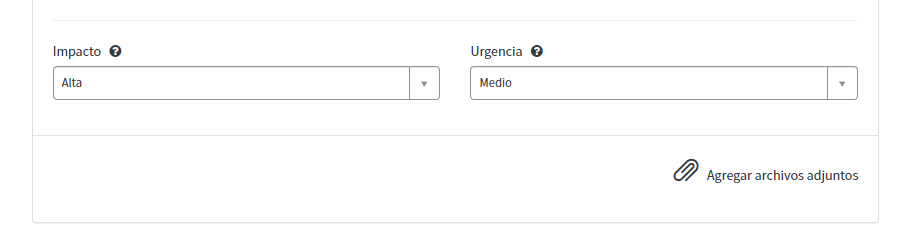 Impacto
Urgencia
Alta
Medio
Agregar archivos adjuntos